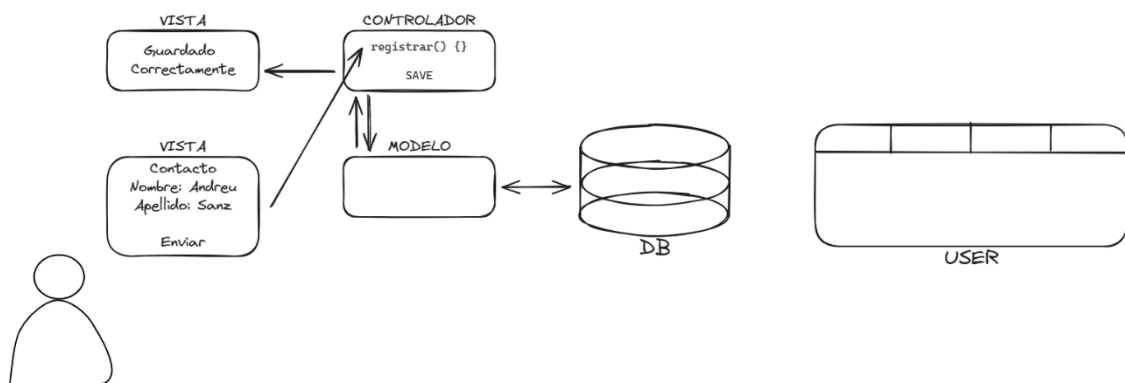 VISTA
Guardado
Correctamente
CONTROLADOR
registrar() {}
SAVE
VISTA
Contacto
Nombre: Andreu
Apellido: Sanz
Enviar
MODELO
DB
USER